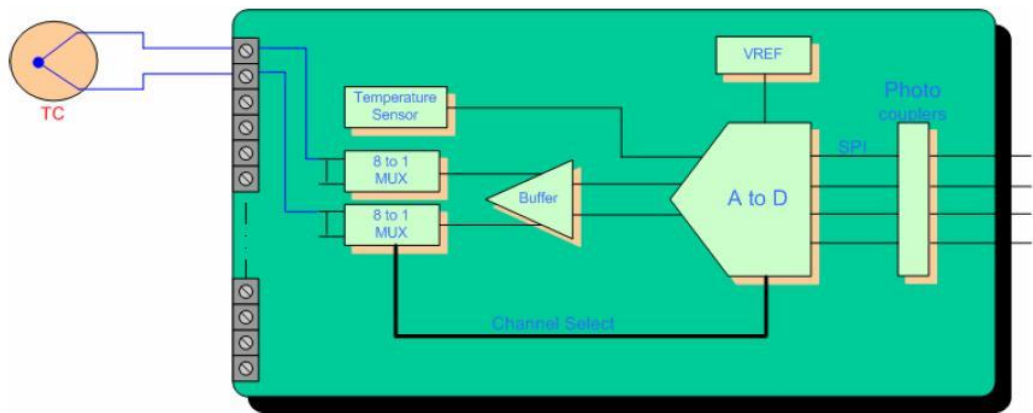 TC
Temperature
Sensor
8 to 1
MUX
8 to 1
MUX
Buffer
VREF
A to D
SPI
Photo
couplers
Channel Select